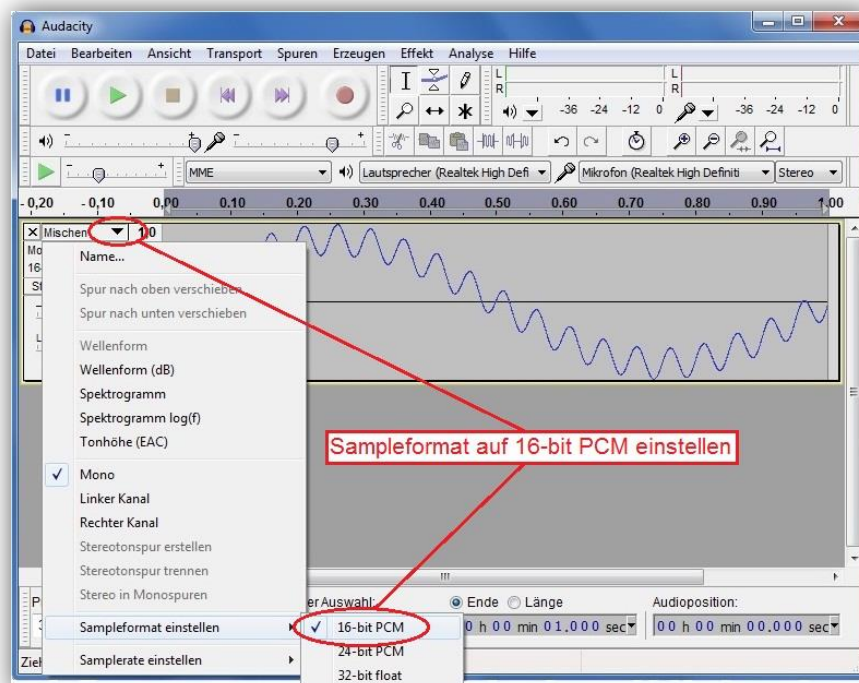 Audacity
Datei Bearbeiten Ansicht Transport Spuren Erzeugen Effekt Analyse Hilfe
L
R
-36 -24 -12 0
L
R
-36 -24 -12 0
MME
Lautsprecher (Realtek High Defi
Mikrofon (Realtek High Definiti
Stereo
- 0,20 - 0,10 0,00 0,10 0,20 0,30 0,40 0,50 0,60 0,70 0,80 0,90 1,00
Mischen 1,0
Name...
Spur nach oben verschieben
Spur nach unten verschieben
Wellenform
Wellenform (dB)
Spektrogramm
Spektrogramm log(f)
Tonhöhe (EAC)
Sampleformat auf 16-bit PCM einstellen
Mono
Linker Kanal
Rechter Kanal
Stereotonspur erstellen
Stereotonspur trennen
Stereo in Monospuren
Auswahl: Ende Länge Audioposition:
Sampleformat einstellen
16-bit PCM
0 h 00 min 01.000 sec 00 h 00 min 00.000 sec
24-bit PCM
Samplerate einstellen
32-bit float